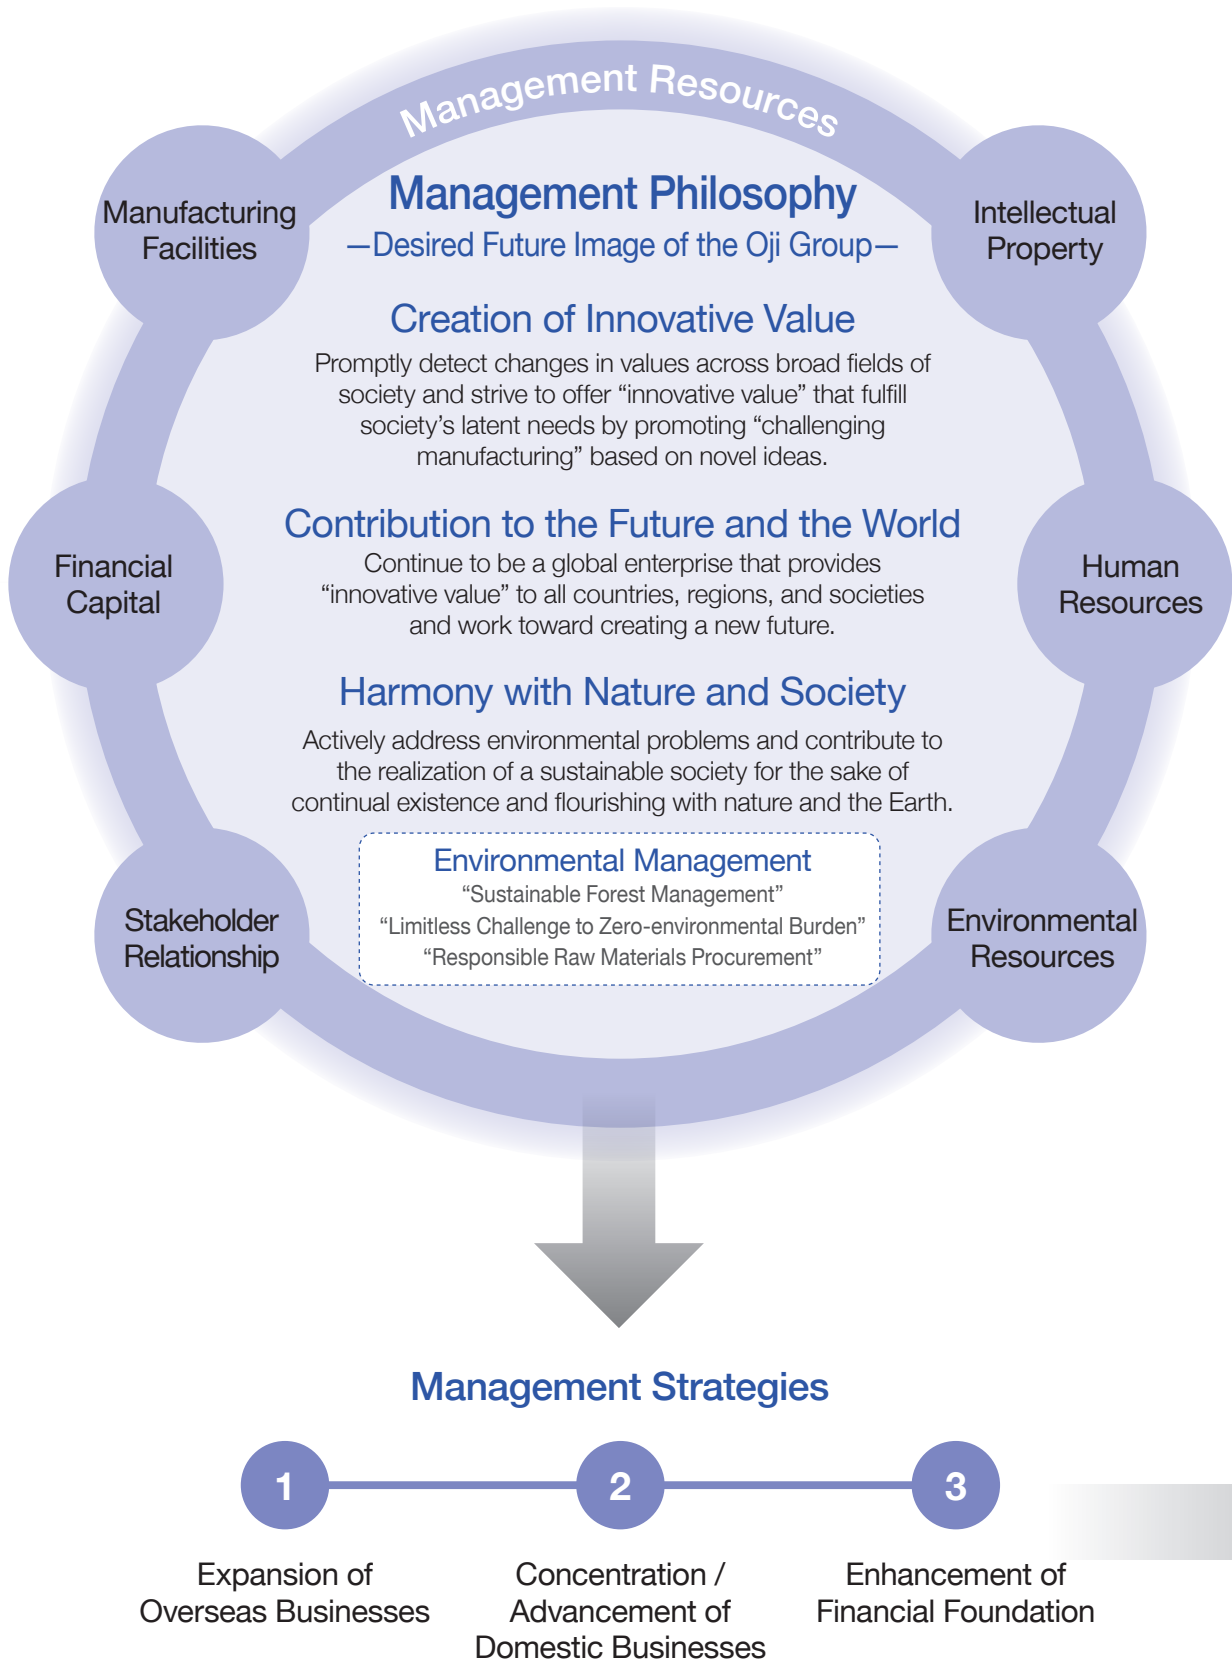 Management Resources
Manufacturing
Facilities
Intellectual
Property
Management Philosophy
—Desired Future Image of the Oji Group—
Creation of Innovative Value
Promptly detect changes in values across broad fields of
society and strive to offer “innovative value” that fulfill
society’s latent needs by promoting “challenging
manufacturing” based on novel ideas.
Contribution to the Future and the World
Continue to be a global enterprise that provides
“innovative value” to all countries, regions, and societies
and work toward creating a new future.
Financial
Capital
Human
Resources
Harmony with Nature and Society
Actively address environmental problems and contribute to
the realization of a sustainable society for the sake of
continual existence and flourishing with nature and the Earth.
Environmental Management
“Sustainable Forest Management”
“Limitless Challenge to Zero-environmental Burden”
“Responsible Raw Materials Procurement”
Stakeholder
Relationship
Environmental
Resources
Management Strategies
1
2
3
Expansion of
Overseas Businesses
Concentration /
Advancement of
Domestic Businesses
Enhancement of
Financial Foundation